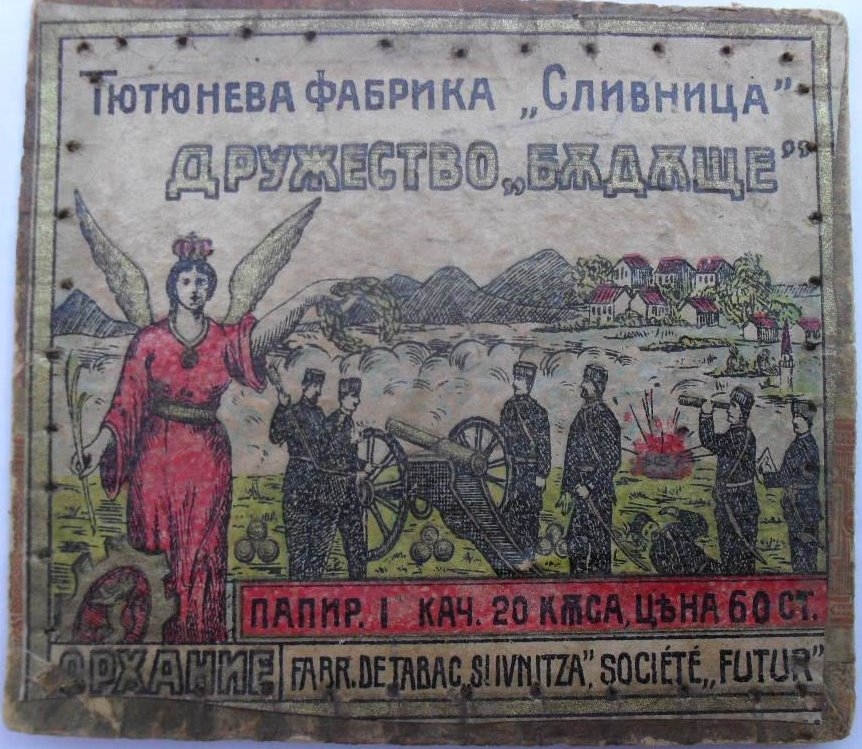 ТЮТЮНЕВА ФАБРИКА „СЛИВНИЦА”
ДРУЖЕСТВО „БѪДѪЩЕ”
ПАПИР. I КАЧ. 20 КѪСА, ЦѢНА 60 СТ.
ОРХАНИЕ
FABR. DE TABAC „SLIVNITZA”, SOCIÉTÉ „FUTUR”